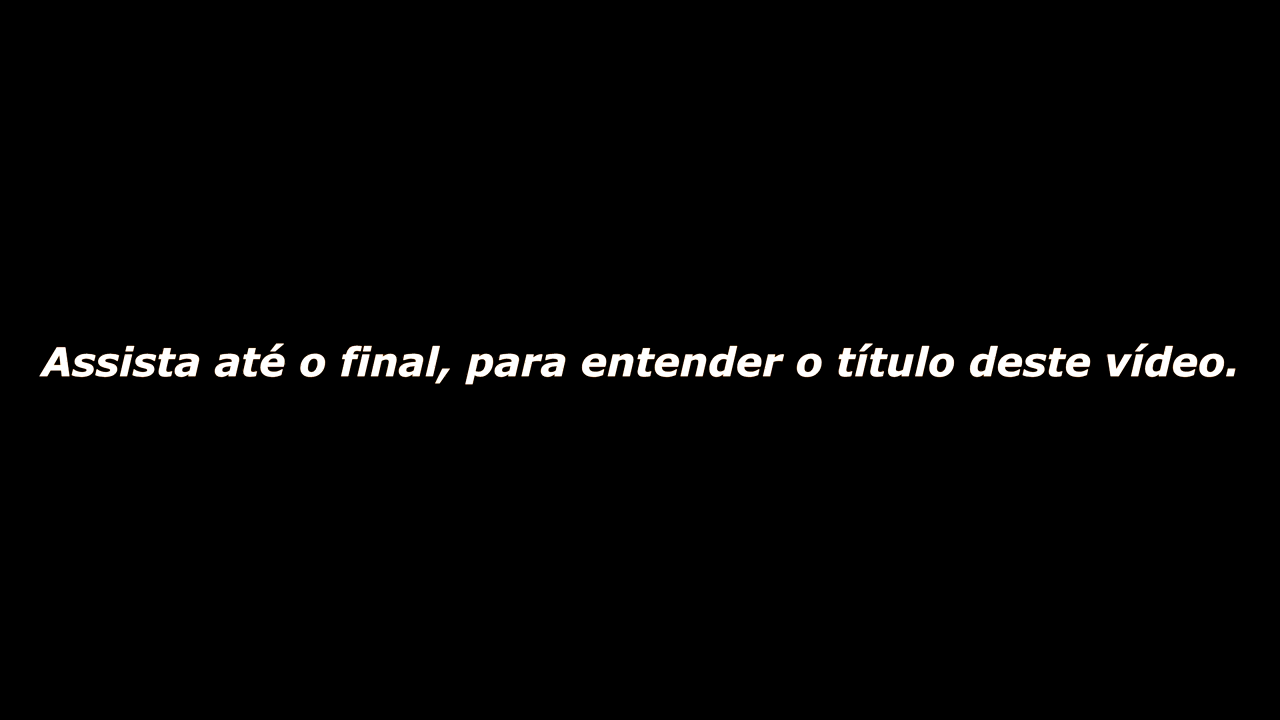 Assista até o final, para entender o título deste vídeo.